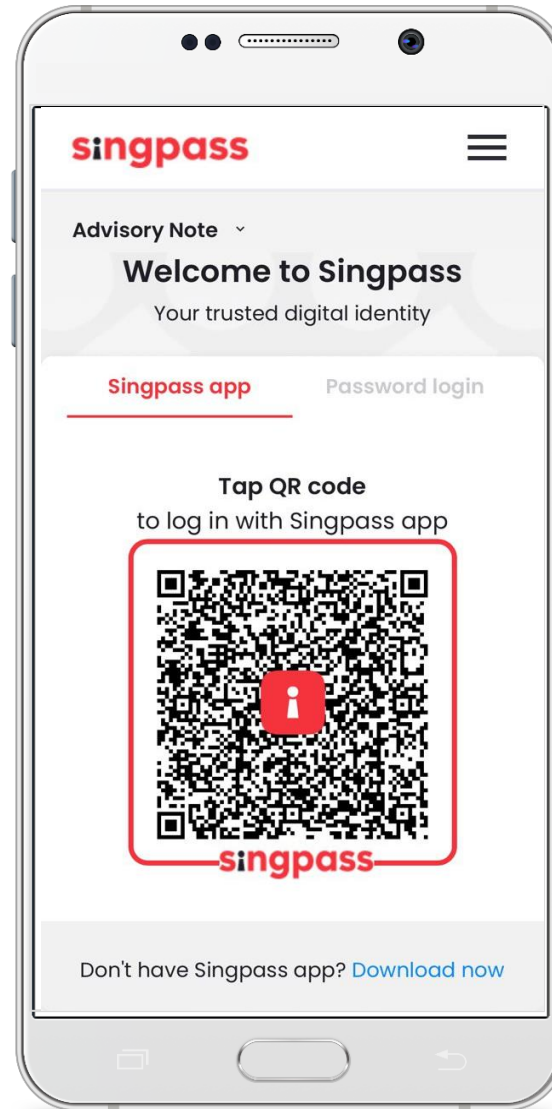 singpass
Advisory Note
Welcome to Singpass
Your trusted digital identity
Singpass app
Password login
Tap QR code
to log in with Singpass app
singpass
Don't have Singpass app? Download now